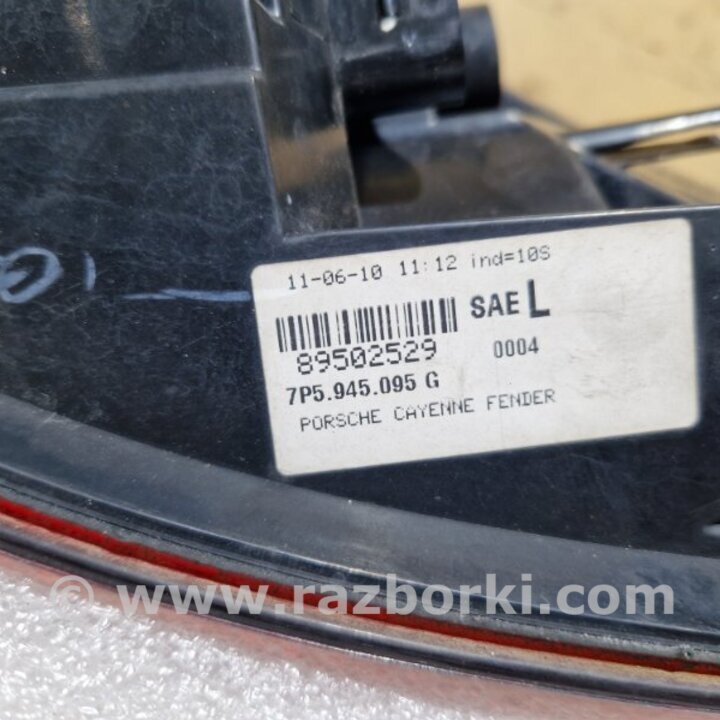 11-06-10 11:12 ind=10S
SAE L
89502529
0004
7P5.945.095 G
PORSCHE CAYENNE FENDER
© www.razborki.com